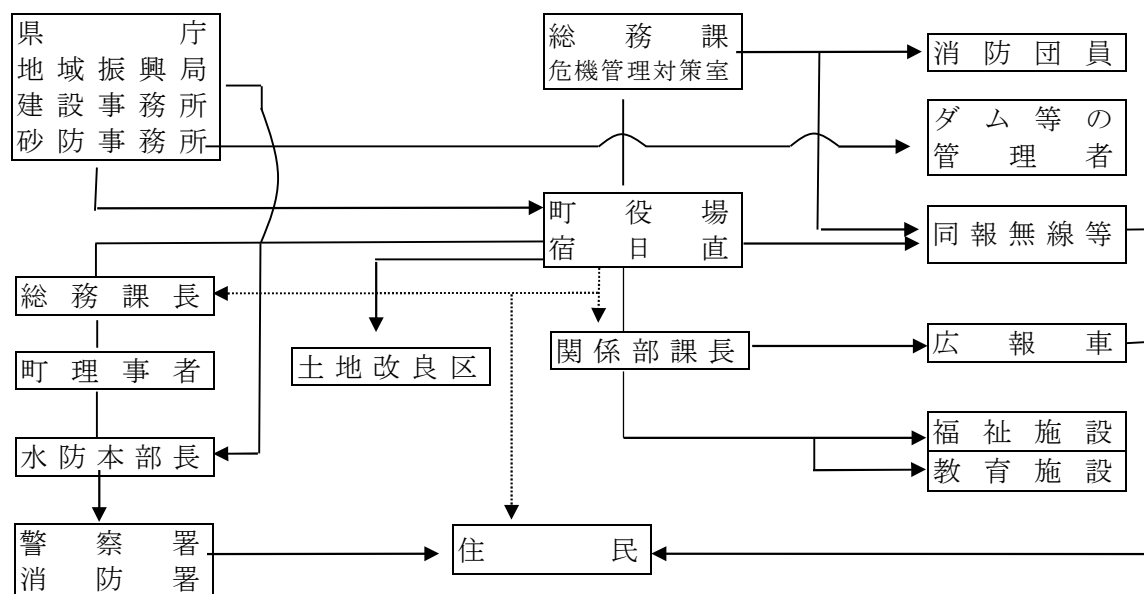 県庁
地域振興局
建設事務所
砂防事務所
総務課
危機管理対策室
消防団員
ダム等の
管理者
町役場
宿日直
同報無線等
総務課長
土地改良区
関係部課長
広報車
町理事者
水防本部長
福祉施設
教育施設
警察署
消防署
住民